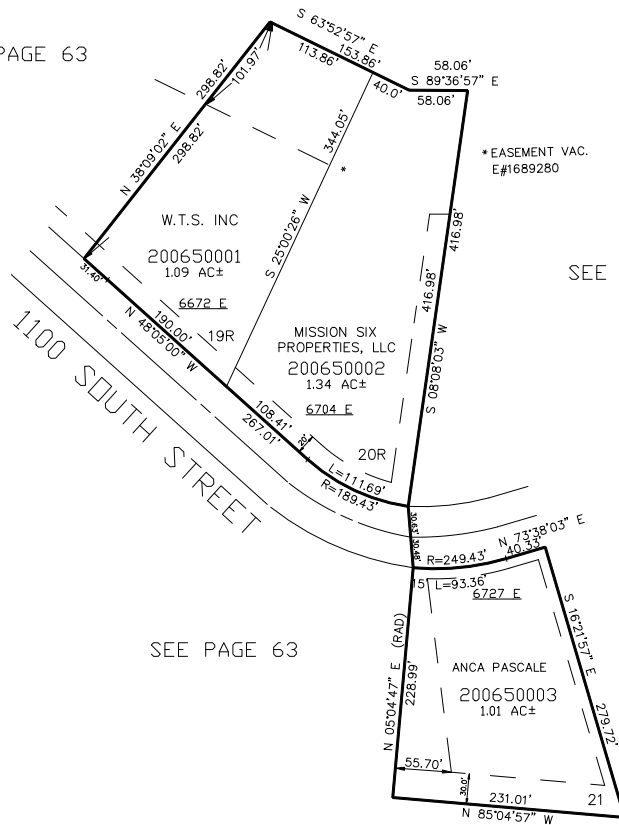 PAGE 63
S 63°52'57" E
153.86'
113.86'
40.0'
58.06'
S 89°36'57" E
58.06'
298.82'
101.97'
N 38°09'02" E
298.82'
344.05'
*
S 25°00'26" W
* EASEMENT VAC.
E#1689280
416.98'
416.98'
S 08°08'03" W
SEE
W.T.S. INC
200650001
1.09 AC±
6672 E
19R
31.40'
190.00'
N 48°05'00" W
MISSION SIX
PROPERTIES, LLC
200650002
1.34 AC±
6704 E
20R
108.41'
267.01'
20'
L=111.69'
R=189.43'
1100 SOUTH STREET
30.63'
30.48'
N 73°38'03" E
40.33'
R=249.43'
15'
L=93.36'
6727 E
SEE PAGE 63
N 05°04'47" E (RAD)
228.99'
ANCA PASCALE
200650003
1.01 AC±
S 16°21'57" E
279.72'
55.70'
30.0'
231.01'
21
N 85°04'57" W